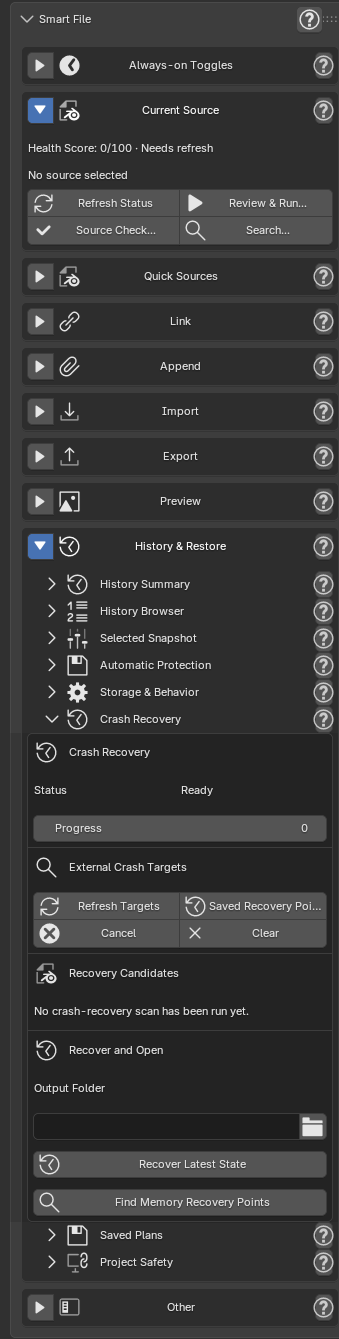 Smart File
Always-on Toggles
Current Source
Health Score: 0/100 · Needs refresh
No source selected
Refresh Status
Review & Run...
Source Check...
Search...
Quick Sources
Link
Append
Import
Export
Preview
History & Restore
History Summary
History Browser
Selected Snapshot
Automatic Protection
Storage & Behavior
Crash Recovery
Crash Recovery
Status Ready
Progress 0
External Crash Targets
Refresh Targets
Saved Recovery Poi...
Cancel
Clear
Recovery Candidates
No crash-recovery scan has been run yet.
Recover and Open
Output Folder
Recover Latest State
Find Memory Recovery Points
Saved Plans
Project Safety
Other